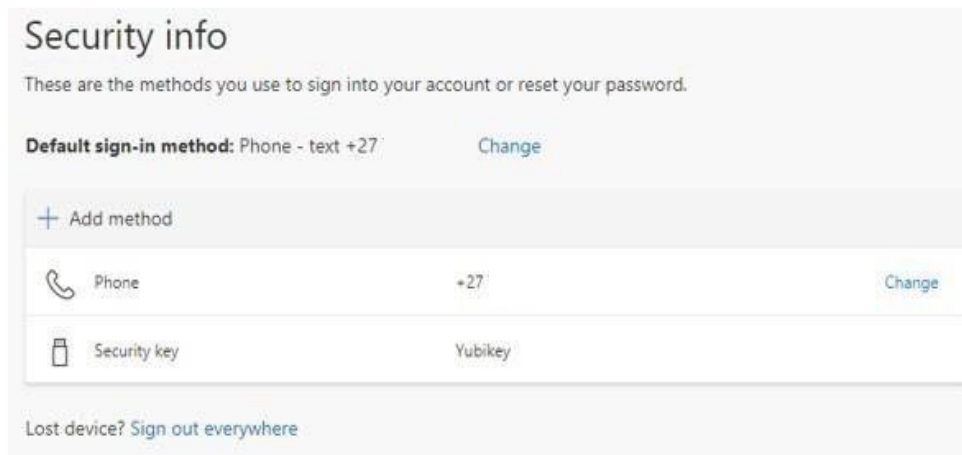 Security info
These are the methods you use to sign into your account or reset your password.
Default sign-in method: Phone - text +27 Change
Add method
Phone +27 Change
Security key Yubikey
Lost device? Sign out everywhere